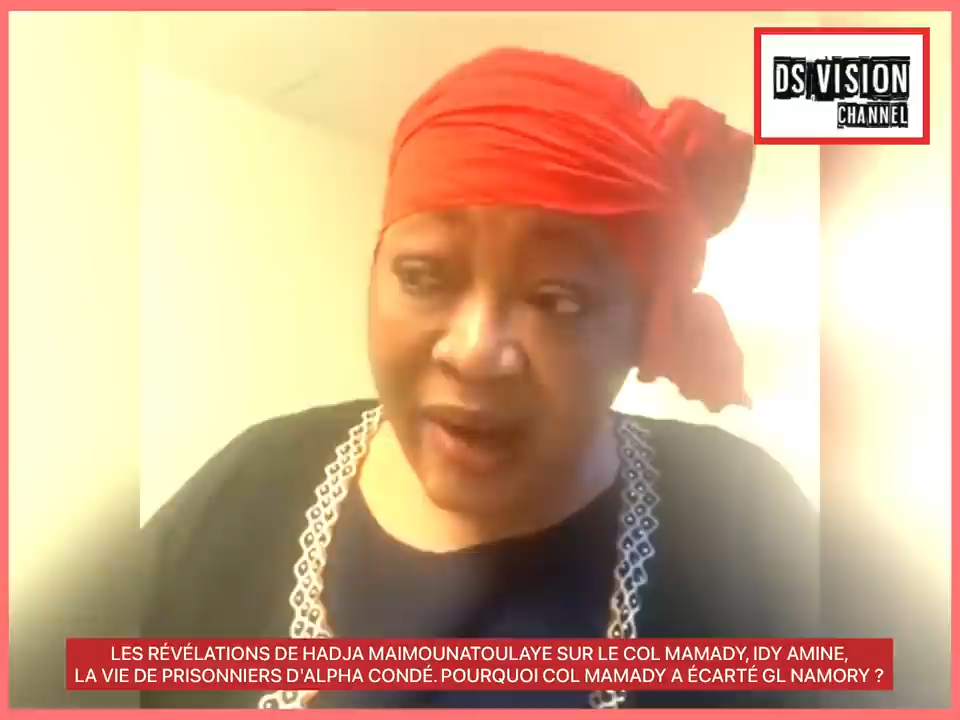 DS VISION
CHANNEL
LES RÉVÉLATIONS DE HADJA MAIMOUNATOULAYE SUR LE COL MAMADY, IDY AMINE,
LA VIE DE PRISONNIERS D'ALPHA CONDÉ. POURQUOI COL MAMADY A ÉCARTÉ GL NAMORY ?